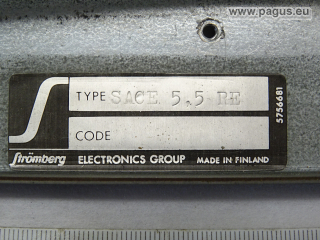 www.pagus.eu
TYPE SACE 5.5 RE
CODE
5756681
Strömberg ELECTRONICS GROUP MADE IN FINLAND